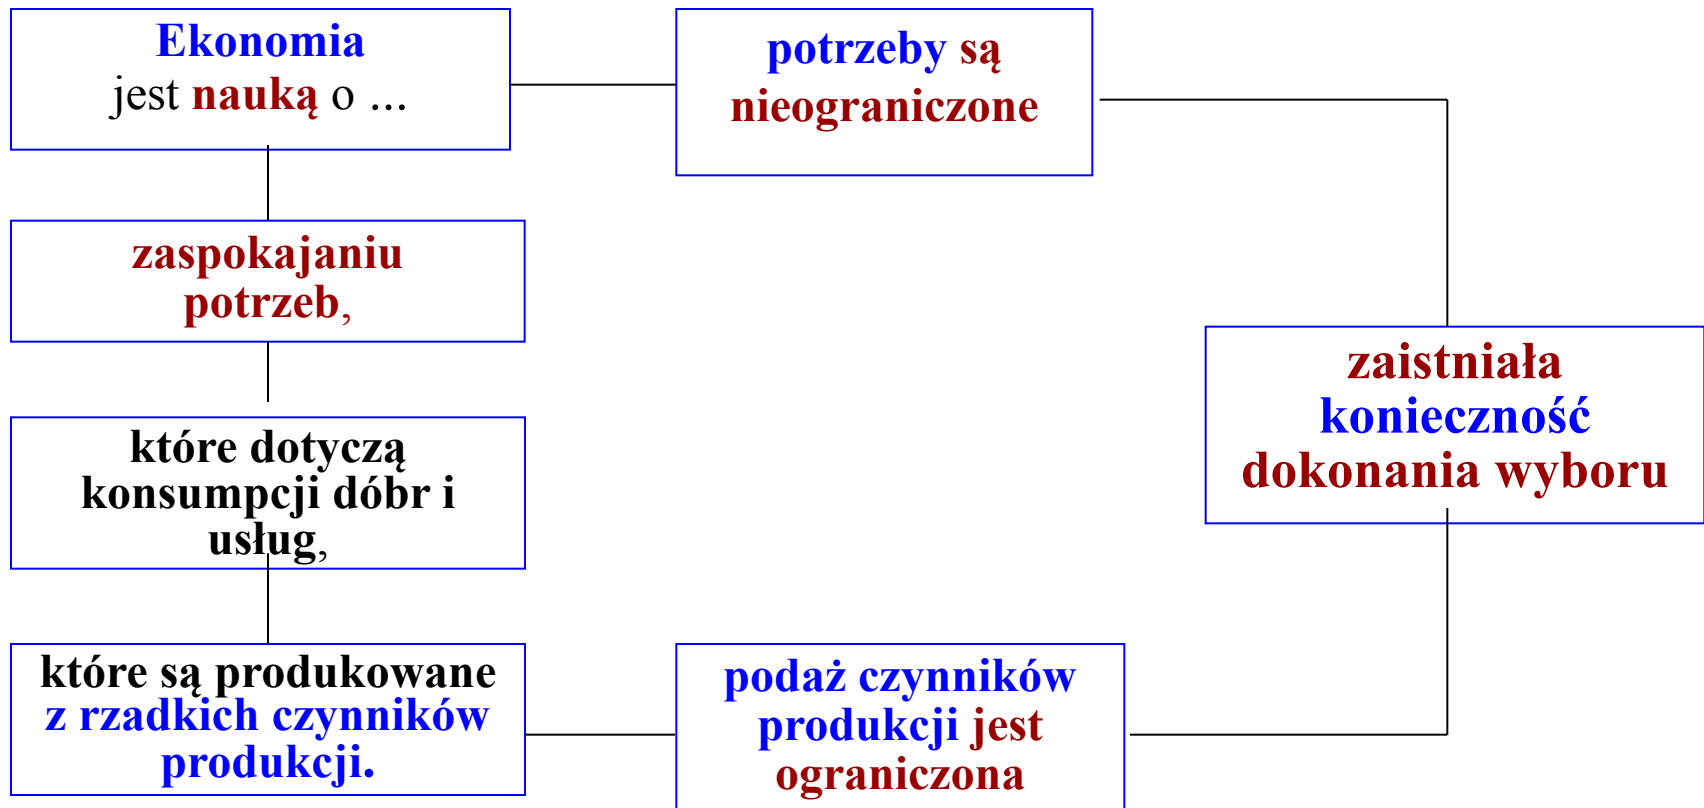 Ekonomia
jest nauką o ...
potrzeby są
nieograniczone
zaspokajaniu
potrzeb,
które dotyczą
konsumpcji dóbr i
usług,
zaistniała
konieczność
dokonania wyboru
które są produkowane
z rzadkich czynników
produkcji.
podaż czynników
produkcji jest
ograniczona